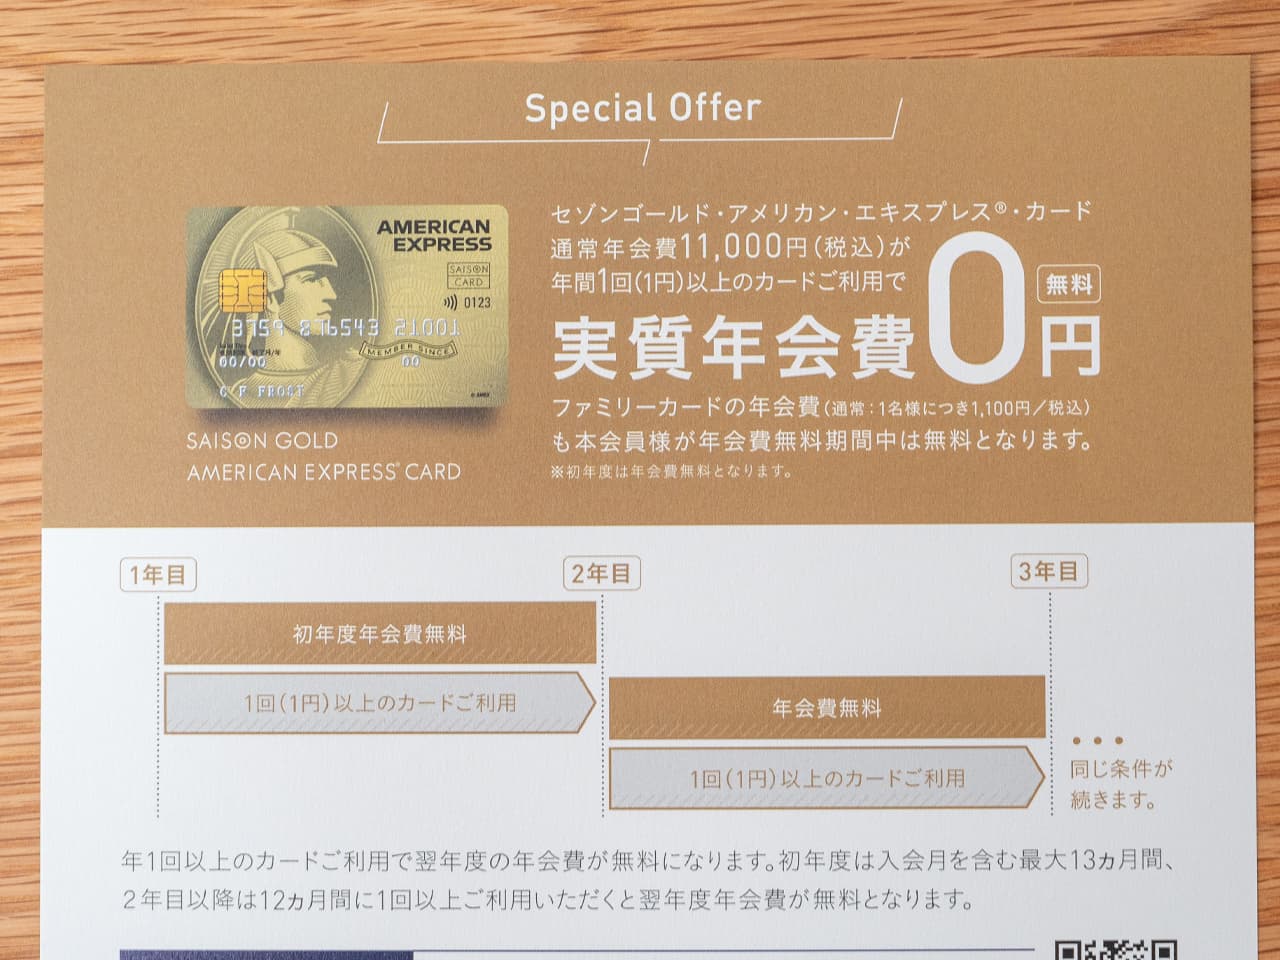 Special Offer
AMERICAN
EXPRESS
SAISON
CARD
0123
3759 876543 21001
MEMBER SINCE
00/00
00
C F FROST
© AMEX
SAISON GOLD
AMERICAN EXPRESS® CARD
セゾンゴールド・アメリカン・エキスプレス®・カード
通常年会費11,000円(税込)が
年間1回(1円)以上のカードご利用で
実質年会費0円
無料
ファミリーカードの年会費(通常:1名様につき1,100円/税込)
も本会員様が年会費無料期間中は無料となります。
※初年度は年会費無料となります。
1年目
2年目
3年目
初年度年会費無料
1回(1円)以上のカードご利用
年会費無料
1回(1円)以上のカードご利用
•••
同じ条件が
続きます。
年1回以上のカードご利用で翌年度の年会費が無料になります。初年度は入会月を含む最大13ヵ月間、
2年目以降は12ヵ月間に1回以上ご利用いただくと翌年度年会費が無料となります。